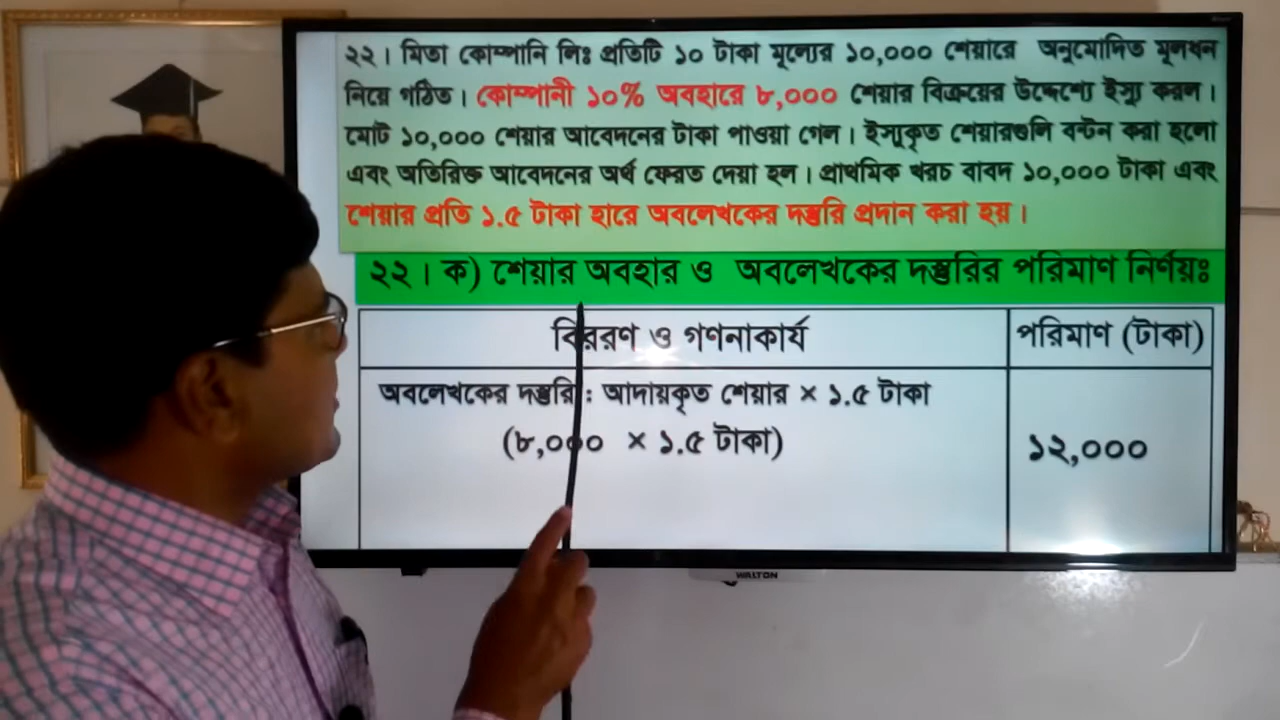 ২২। মিতা কোম্পানি লিঃ প্রতিটি ১০ টাকা মূল্যের ১০,০০০ শেয়ারে অনুমোদিত মূলধন
নিয়ে গঠিত। কোম্পানী ১০% অবহারে ৮,০০০ শেয়ার বিক্রয়ের উদ্দেশ্যে ইস্যু করল।
মোট ১০,০০০ শেয়ার আবেদনের টাকা পাওয়া গেল। ইস্যুকৃত শেয়ারগুলি বন্টন করা হলো
এবং অতিরিক্ত আবেদনের অর্থ ফেরত দেয়া হল। প্রাথমিক খরচ বাবদ ১০,০০০ টাকা এবং
শেয়ার প্রতি ১.৫ টাকা হারে অবলেখকের দস্তুরি প্রদান করা হয়।
২২। ক) শেয়ার অবহার ও অবলেখকের দস্তুরির পরিমাণ নির্ণয়ঃ
বিররণ ও গণনাকার্য পরিমাণ (টাকা)
অবলেখকের দস্তুরি : আদায়কৃত শেয়ার × ১.৫ টাকা
(৮,০০০ × ১.৫ টাকা) ১২,০০০
WALTON